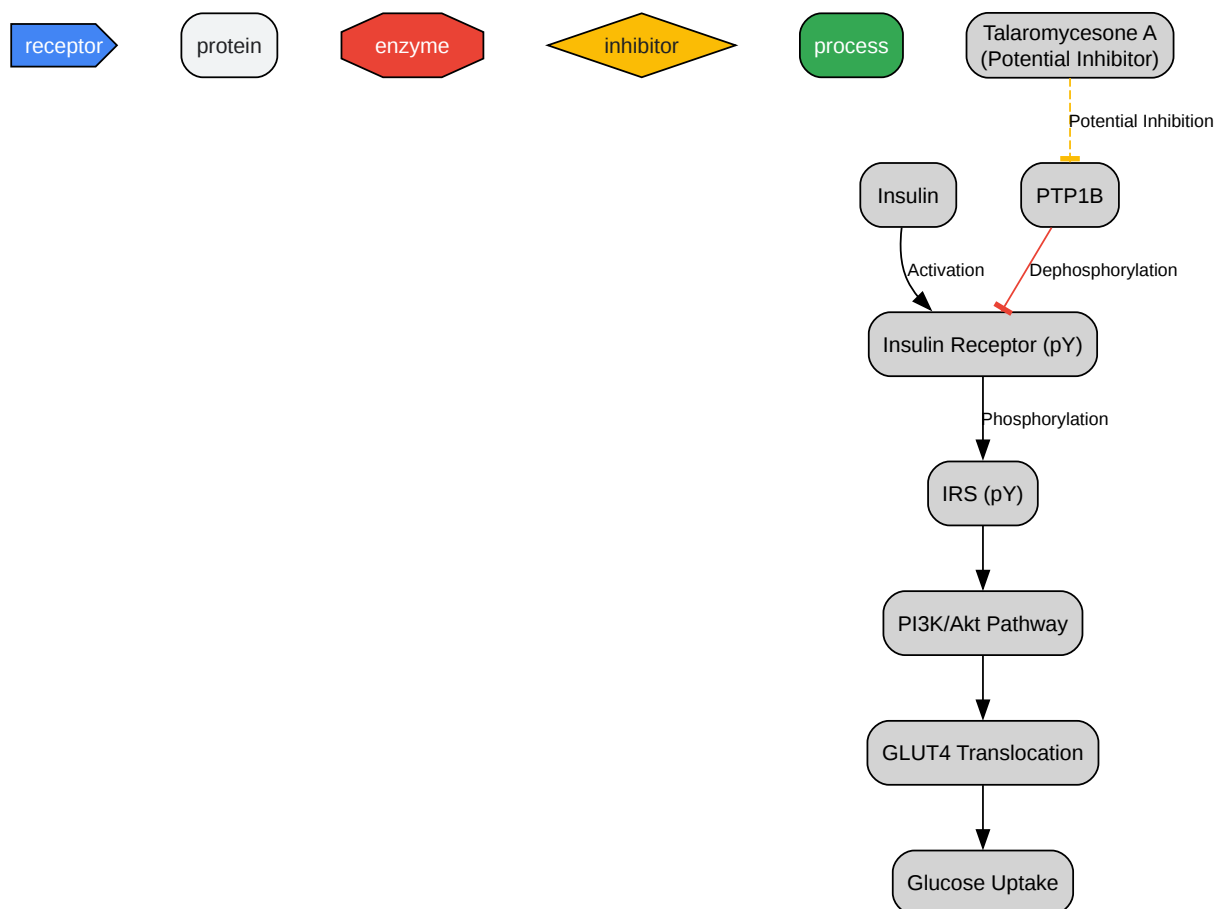 receptor
protein
enzyme
inhibitor
process
Talaromycesone A
(Potential Inhibitor)
Potential Inhibition
Insulin
PTP1B
Activation
Dephosphorylation
Insulin Receptor (pY)
Phosphorylation
IRS (pY)
PI3K/Akt Pathway
GLUT4 Translocation
Glucose Uptake